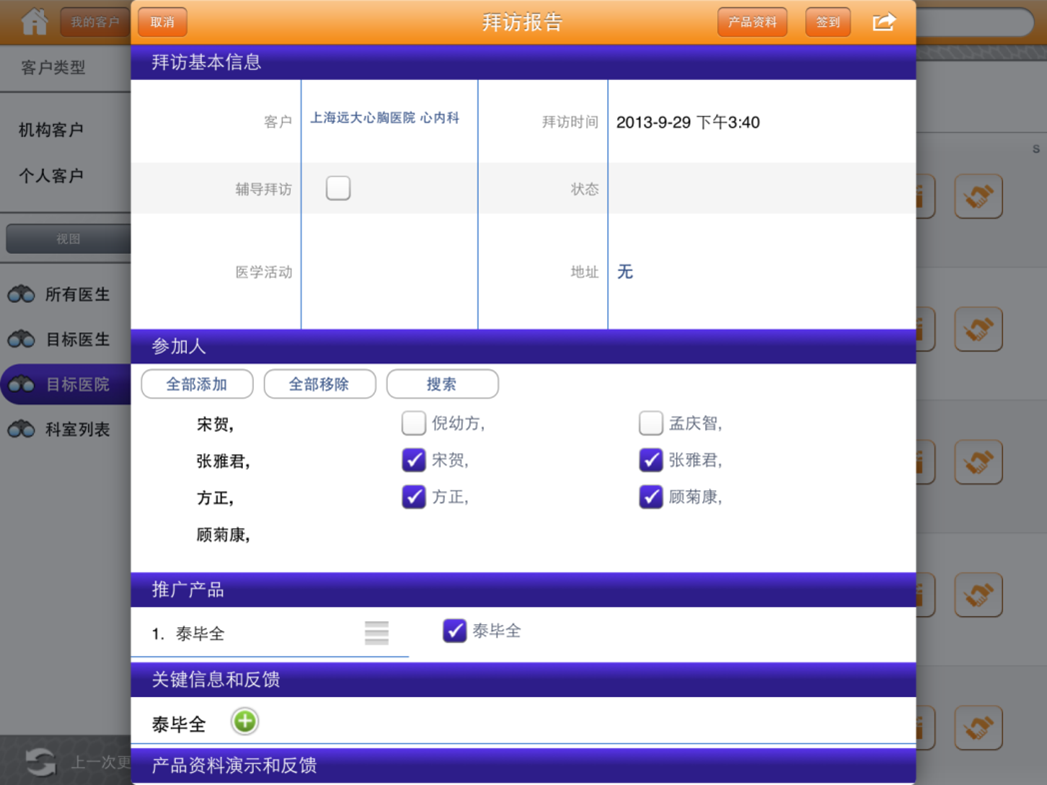 我的客户 取消 拜访报告 产品资料 签到
客户类型
拜访基本信息
机构客户
个人客户
视图
所有医生
目标医生
目标医院
科室列表
上一次更
客户 上海远大心胸医院 心内科 拜访时间 2013-9-29 下午3:40
辅导拜访 状态
医学活动 地址 无
S
参加人
全部添加 全部移除 搜索
宋贺, 倪幼方, 孟庆智,
张雅君, 宋贺, 张雅君,
方正, 方正, 顾菊康,
顾菊康,
推广产品
1. 泰毕全 泰毕全
关键信息和反馈
泰毕全
产品资料演示和反馈